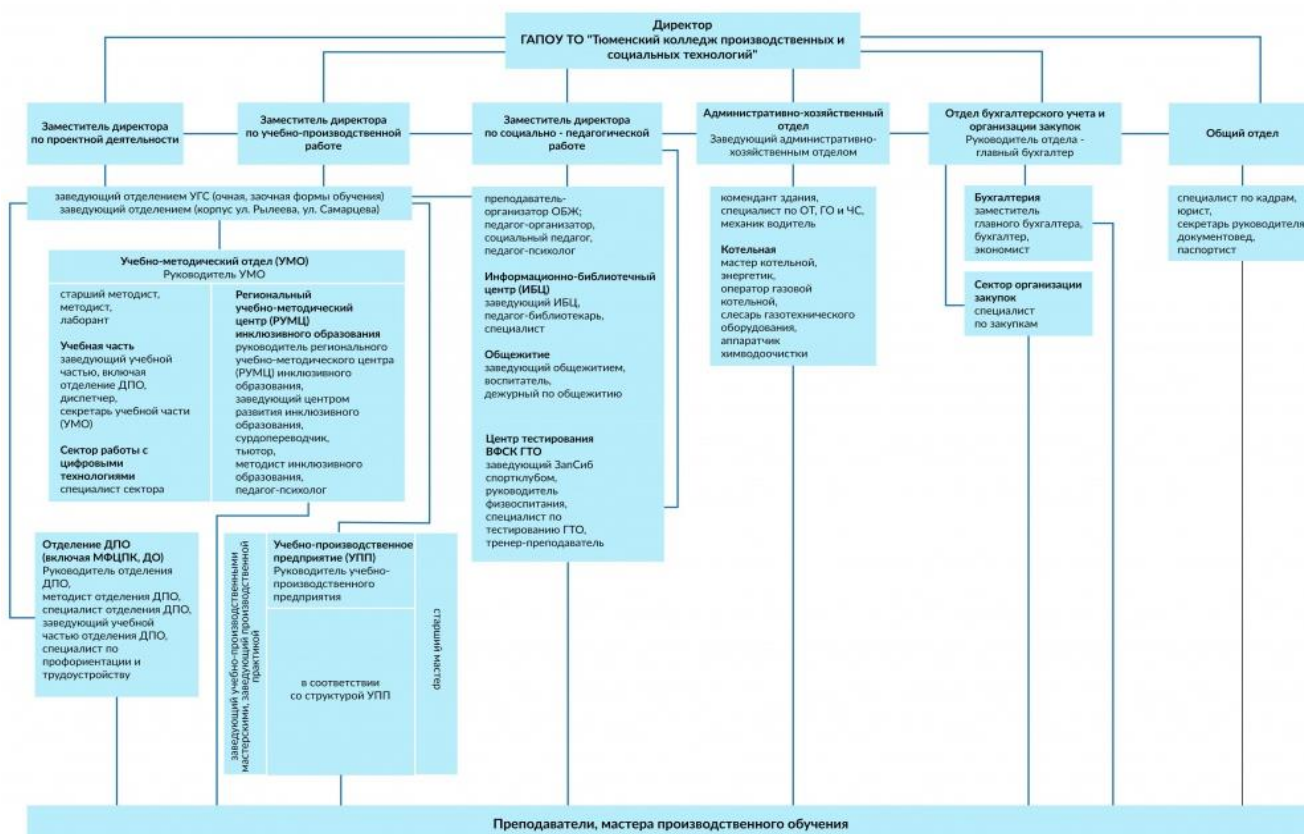 Директор
ГАПОУ ТО "Тюменский колледж производственных и
социальных технологий"
Заместитель директора
по проектной деятельности
Заместитель директора
по учебно-производственной
работе
Заместитель директора
по социально - педагогической
работе
Административно-хозяйственный
отдел
Заведующий административно-
хозяйственным отделом
Отдел бухгалтерского учета и
организации закупок
Руководитель отдела -
главный бухгалтер
Общий отдел
заведующий отделением УГС (очная, заочная формы обучения)
заведующий отделением (корпус ул. Рылеева, ул. Самарцева)
Учебно-методический отдел (УМО)
Руководитель УМО
старший методист,
методист,
лаборант
Учебная часть
заведующий учебной
частью, включая
отделение ДПО,
диспетчер,
секретарь учебной части
(УМО)
Сектор работы с
цифровыми
технологиями
специалист сектора
Региональный
учебно-методический
центр (РУМЦ)
инклюзивного образования
руководитель регионального
учебно-методического центра
(РУМЦ) инклюзивного
образования,
заведующий центром
развития инклюзивного
образования,
сурдопереводчик,
тьютор,
методист инклюзивного
образования,
педагог-психолог
Отделение ДПО
(включая МФЦПК, ДО)
Руководитель отделения
ДПО,
методист отделения ДПО,
специалист отделения ДПО,
заведующий учебной
частью отделения ДПО,
специалист по
профориентации и
трудоустройству
заведующий учебно-производственными
мастерскими, заведующий производственной
практикой
Учебно-производственное
предприятие (УПП)
Руководитель учебно-
производственного
предприятия
в соответствии
со структурой УПП
старший мастер
преподаватель-
организатор ОБЖ;
педагог-организатор,
социальный педагог,
педагог-психолог
Информационно-библиотечный
центр (ИБЦ)
заведующий ИБЦ,
педагог-библиотекарь,
специалист
Общежитие
заведующий общежитием,
воспитатель,
дежурный по общежитию
Центр тестирования
ВФСК ГТО
заведующий ЗапСиб
спортклубом,
руководитель
физвоспитания,
специалист по
тестированию ГТО,
тренер-преподаватель
комендант здания,
специалист по ОТ, ГО и ЧС,
механик водитель
Котельная
мастер котельной,
энергетик,
оператор газовой
котельной,
слесарь газотехнического
оборудования,
аппаратчик
химводоочистки
Бухгалтерия
заместитель
главного бухгалтера,
бухгалтер,
экономист
Сектор организации
закупок
специалист
по закупкам
специалист по кадрам,
юрист,
секретарь руководителя
документовед,
паспортист
Преподаватели, мастера производственного обучения